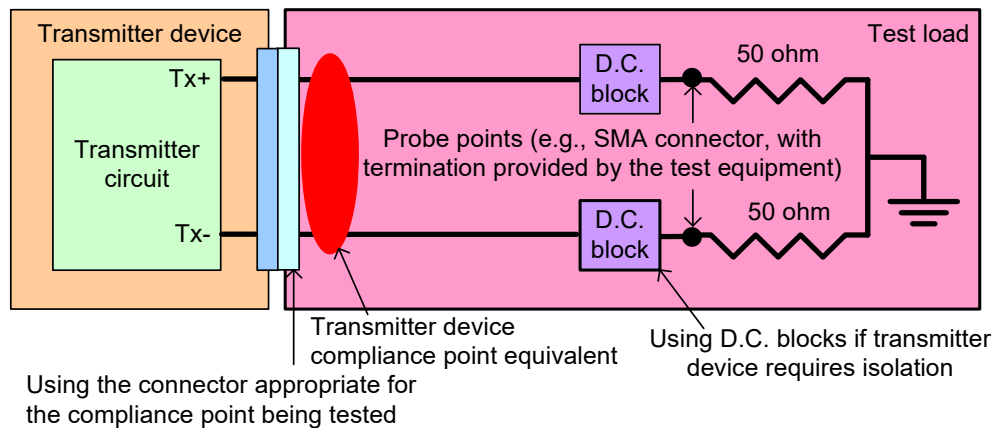 Transmitter device
Test load
50 ohm
Tx+
D.C.
block
Transmitter
circuit
Probe points (e.g., SMA connector, with
termination provided by the test equipment)
Tx-
D.C.
block
50 ohm
Transmitter device
compliance point equivalent
Using D.C. blocks if transmitter
device requires isolation
Using the connector appropriate for
the compliance point being tested